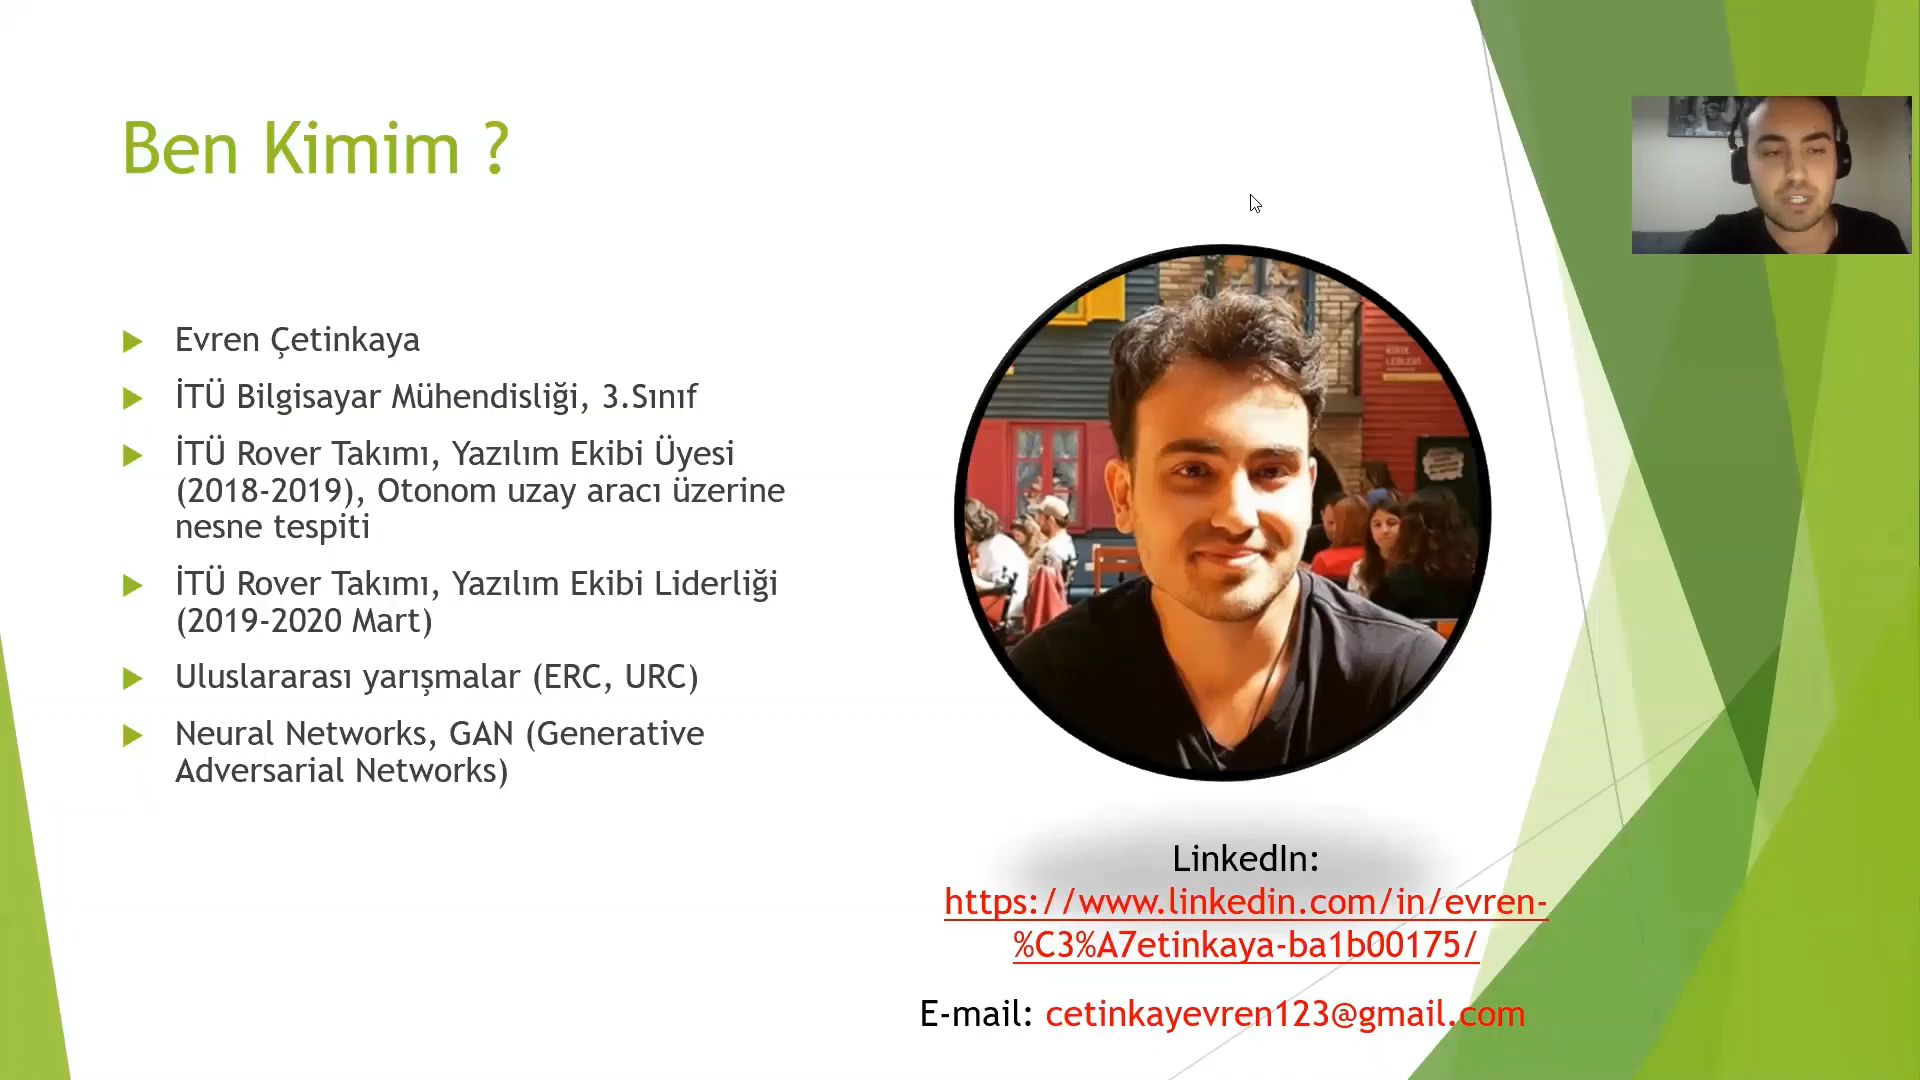 Ben Kimim ?
Evren Çetinkaya
İTÜ Bilgisayar Mühendisliği, 3.Sınıf
İTÜ Rover Takımı, Yazılım Ekibi Üyesi
(2018-2019), Otonom uzay aracı üzerine
nesne tespiti
İTÜ Rover Takımı, Yazılım Ekibi Liderliği
(2019-2020 Mart)
Uluslararası yarışmalar (ERC, URC)
Neural Networks, GAN (Generative
Adversarial Networks)
LinkedIn:
https://www.linkedin.com/in/evren-
%C3%A7etinkaya-ba1b00175/
E-mail: cetinkayevren123@gmail.com